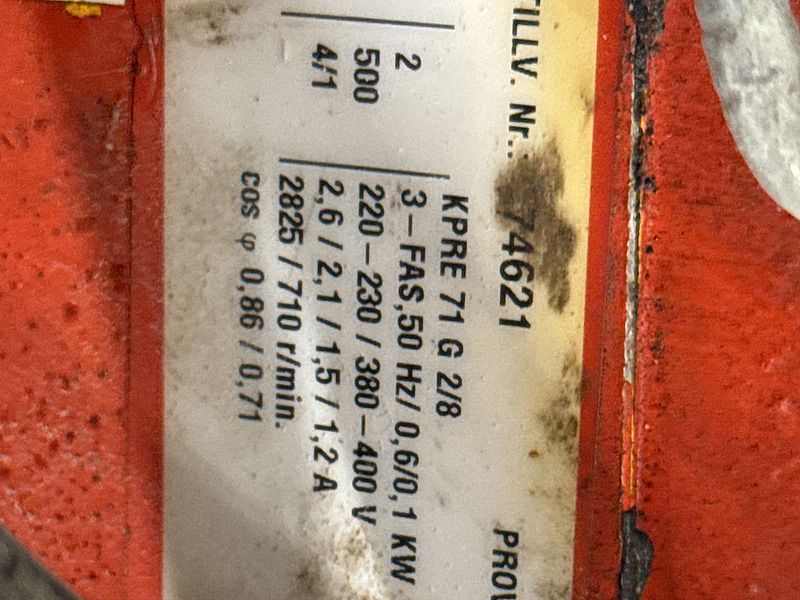 TILLV. Nr.. 74621 PROV
KPRE 71 G 2/8
2 3–FAS,50 Hz/ 0,6/0,1 KW
500 220–230 / 380–400 V
4/1 2,6 / 2,1 / 1,5 / 1,2 A
2825 / 710 r/min.
cos φ 0,86 / 0,71